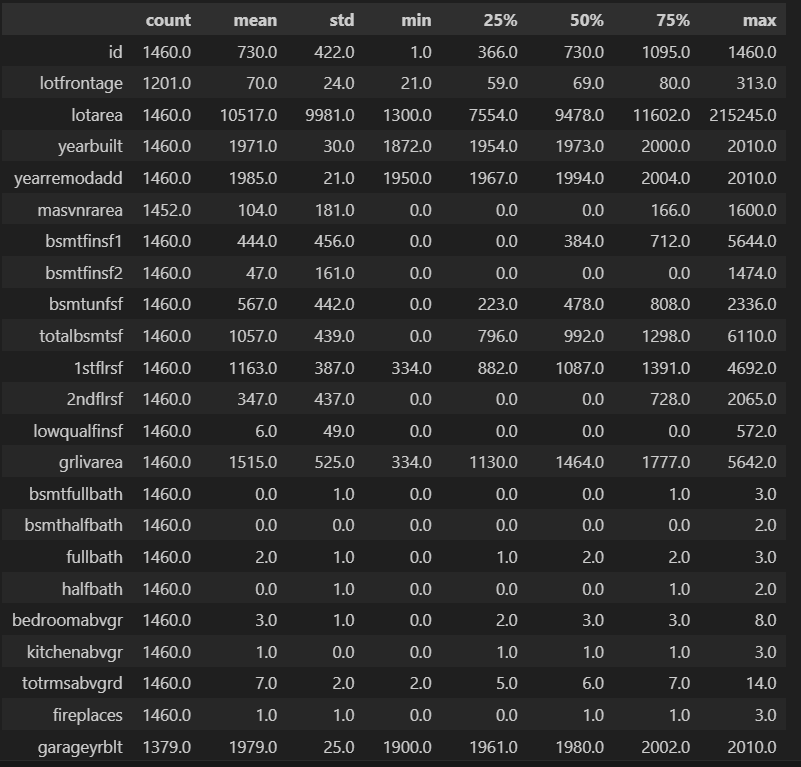 count mean std min 25% 50% 75% max
id 1460.0 730.0 422.0 1.0 366.0 730.0 1095.0 1460.0
lotfrontage 1201.0 70.0 24.0 21.0 59.0 69.0 80.0 313.0
lotarea 1460.0 10517.0 9981.0 1300.0 7554.0 9478.0 11602.0 215245.0
yearbuilt 1460.0 1971.0 30.0 1872.0 1954.0 1973.0 2000.0 2010.0
yearremodadd 1460.0 1985.0 21.0 1950.0 1967.0 1994.0 2004.0 2010.0
masvnrarea 1452.0 104.0 181.0 0.0 0.0 0.0 166.0 1600.0
bsmtfinsf1 1460.0 444.0 456.0 0.0 0.0 384.0 712.0 5644.0
bsmtfinsf2 1460.0 47.0 161.0 0.0 0.0 0.0 0.0 1474.0
bsmtunfsf 1460.0 567.0 442.0 0.0 223.0 478.0 808.0 2336.0
totalbsmtsf 1460.0 1057.0 439.0 0.0 796.0 992.0 1298.0 6110.0
1stflrsf 1460.0 1163.0 387.0 334.0 882.0 1087.0 1391.0 4692.0
2ndflrsf 1460.0 347.0 437.0 0.0 0.0 0.0 728.0 2065.0
lowqualfinsf 1460.0 6.0 49.0 0.0 0.0 0.0 0.0 572.0
grlivarea 1460.0 1515.0 525.0 334.0 1130.0 1464.0 1777.0 5642.0
bsmtfullbath 1460.0 0.0 1.0 0.0 0.0 0.0 1.0 3.0
bsmthalfbath 1460.0 0.0 0.0 0.0 0.0 0.0 0.0 2.0
fullbath 1460.0 2.0 1.0 0.0 1.0 2.0 2.0 3.0
halfbath 1460.0 0.0 1.0 0.0 0.0 0.0 1.0 2.0
bedroomabvgr 1460.0 3.0 1.0 0.0 2.0 3.0 3.0 8.0
kitchenabvgr 1460.0 1.0 0.0 0.0 1.0 1.0 1.0 3.0
totrmsabvgrd 1460.0 7.0 2.0 2.0 5.0 6.0 7.0 14.0
fireplaces 1460.0 1.0 1.0 0.0 0.0 1.0 1.0 3.0
garageyrblt 1379.0 1979.0 25.0 1900.0 1961.0 1980.0 2002.0 2010.0